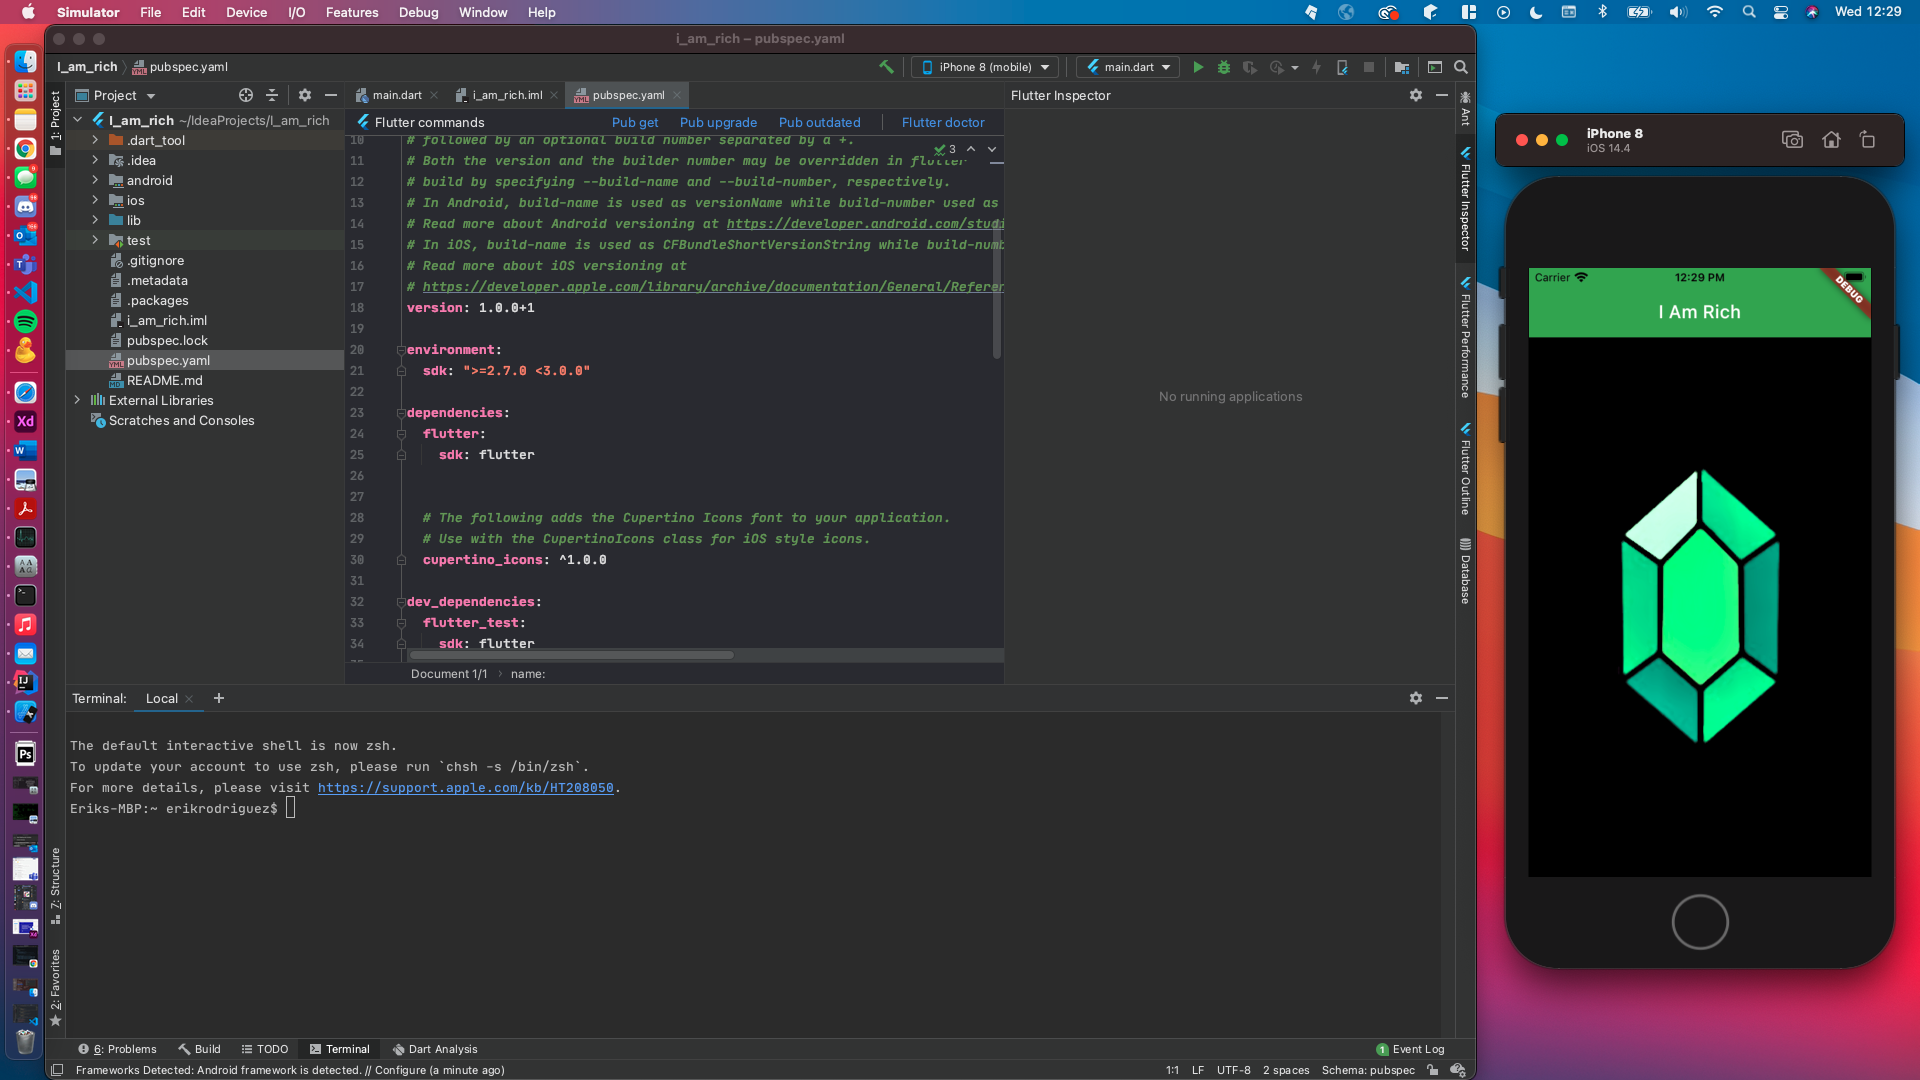 Simulator File Edit Device I/O Features Debug Window Help Wed 12:29
i_am_rich – pubspec.yaml
I_am_rich pubspec.yaml iPhone 8 (mobile) main.dart
Project main.dart i_am_rich.iml pubspec.yaml Flutter Inspector
1: Project
I_am_rich ~/IdeaProjects/I_am_rich
.dart_tool
.idea
android
ios
lib
test
.gitignore
.metadata
.packages
i_am_rich.iml
pubspec.lock
pubspec.yaml
README.md
External Libraries
Scratches and Consoles
Flutter commands Pub get Pub upgrade Pub outdated Flutter doctor
3
10 # followed by an optional build number separated by a +.
11 # Both the version and the builder number may be overridden in flutter
12 # build by specifying --build-name and --build-number, respectively.
13 # In Android, build-name is used as versionName while build-number used as
14 # Read more about Android versioning at https://developer.android.com/studi
15 # In iOS, build-name is used as CFBundleShortVersionString while build-numb
16 # Read more about iOS versioning at
17 # https://developer.apple.com/library/archive/documentation/General/Referen
18 version: 1.0.0+1
19
20 environment:
21 sdk: ">=2.7.0 <3.0.0"
22
23 dependencies:
24 flutter:
25 sdk: flutter
26
27
28 # The following adds the Cupertino Icons font to your application.
29 # Use with the CupertinoIcons class for iOS style icons.
30 cupertino_icons: ^1.0.0
31
32 dev_dependencies:
33 flutter_test:
34 sdk: flutter
Document 1/1 name:
No running applications
Ant
Flutter Inspector
Flutter Performance
Flutter Outline
Database
iPhone 8
iOS 14.4
Carrier 12:29 PM
DEBUG
I Am Rich
Terminal: Local
The default interactive shell is now zsh.
To update your account to use zsh, please run `chsh -s /bin/zsh`.
For more details, please visit https://support.apple.com/kb/HT208050.
Eriks-MBP:~ erikrodriguez$
7: Structure
2: Favorites
Xd
W
IJ
Ps
6: Problems Build TODO Terminal Dart Analysis 1 Event Log
Frameworks Detected: Android framework is detected. // Configure (a minute ago) 1:1 LF UTF-8 2 spaces Schema: pubspec